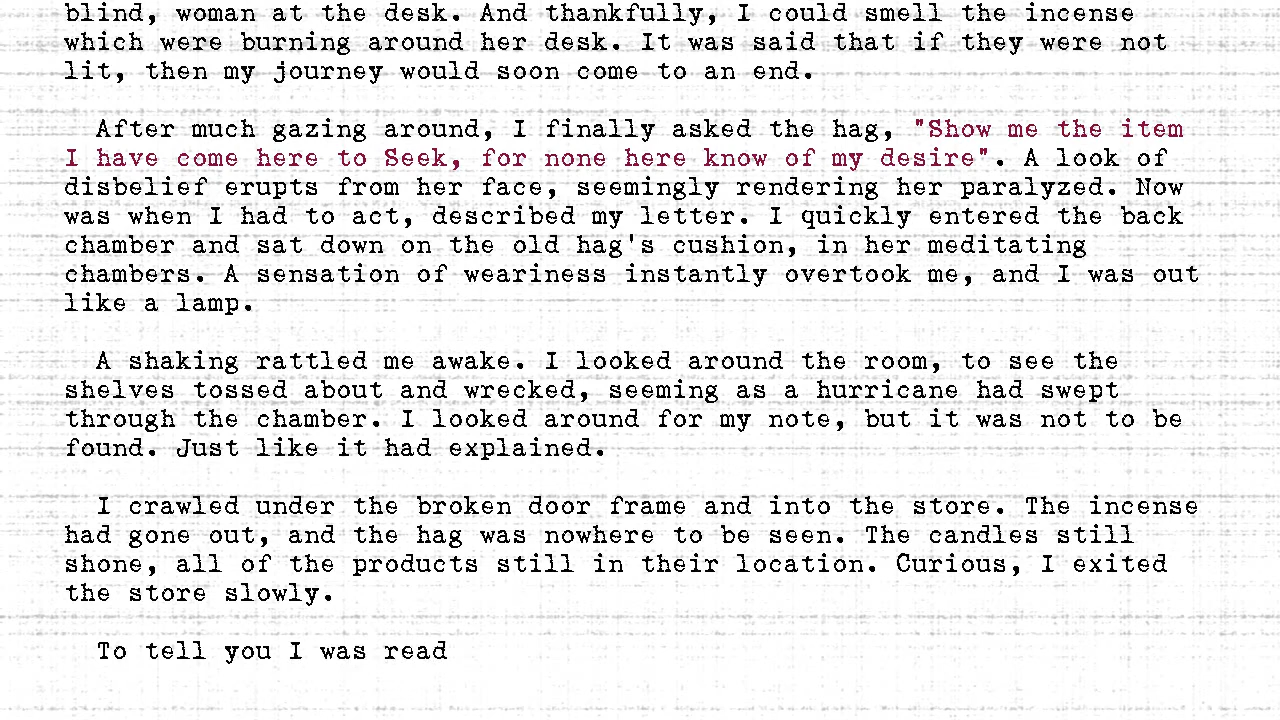 blind, woman at the desk. And thankfully, I could smell the incense
which were burning around her desk. It was said that if they were not
lit, then my journey would soon come to an end.
After much gazing around, I finally asked the hag, "Show me the item
I have come here to Seek, for none here know of my desire". A look of
disbelief erupts from her face, seemingly rendering her paralyzed. Now
was when I had to act, described my letter. I quickly entered the back
chamber and sat down on the old hag's cushion, in her meditating
chambers. A sensation of weariness instantly overtook me, and I was out
like a lamp.
A shaking rattled me awake. I looked around the room, to see the
shelves tossed about and wrecked, seeming as a hurricane had swept
through the chamber. I looked around for my note, but it was not to be
found. Just like it had explained.
I crawled under the broken door frame and into the store. The incense
had gone out, and the hag was nowhere to be seen. The candles still
shone, all of the products still in their location. Curious, I exited
the store slowly.
To tell you I was read